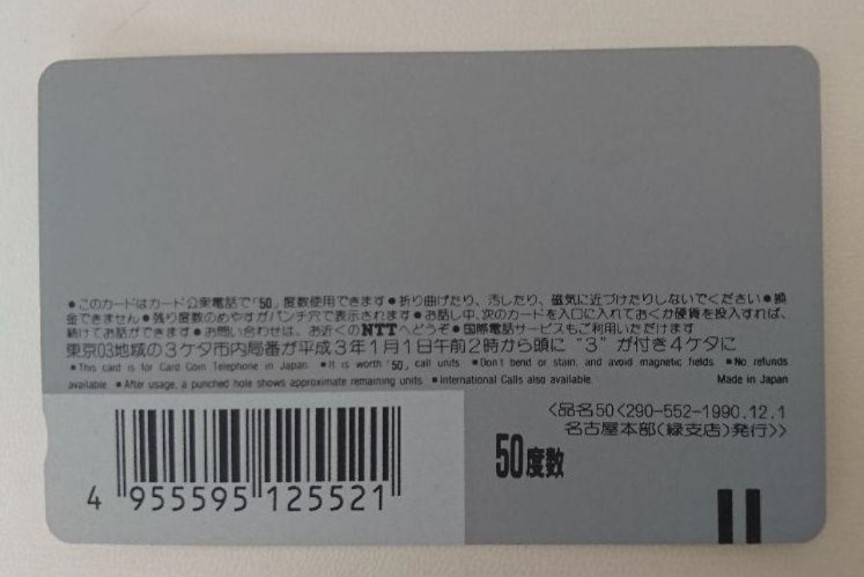 ●このカードはカード公衆電話で「50」度数使用できます●折り曲げたり、汚したり、磁気に近づけたりしないでください●換
金できません●残り度数のめやすがパンチ穴で表示されます●お話し中、次のカードを入口に入れておくか硬貨を投入すれば、
続けてお話ができます●お問い合わせは、お近くのNTTへどうぞ●国際電話サービスもご利用いただけます
東京03地域の3ケタ市内局番が平成3年1月1日午前2時から頭に“3”が付き4ケタに
●This card is for Card Coin Telephone in Japan. ●It is worth「50」call units ●Don't bend or stain, and avoid magnetic fields. ●No refunds
available. ●After usage, a punched hole shows approximate remaining units ●International Calls also available. Made in Japan
〈品名50〈290-552-1990.12.1
名古屋本部(緑支店)発行〉〉
50度数
4 955595 125521